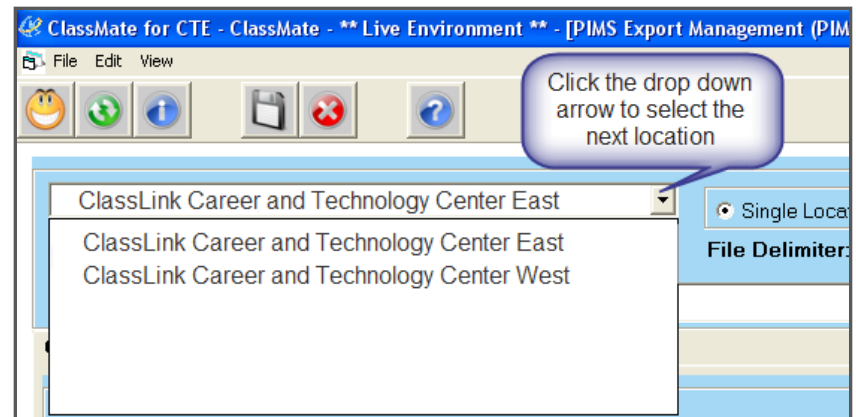 ClassMate for CTE - ClassMate - ** Live Environment ** - [PIMS Export Management (PIM
File Edit View
Click the drop down
arrow to select the
next location
ClassLink Career and Technology Center East
Single Loca
File Delimiter:
ClassLink Career and Technology Center East
ClassLink Career and Technology Center West